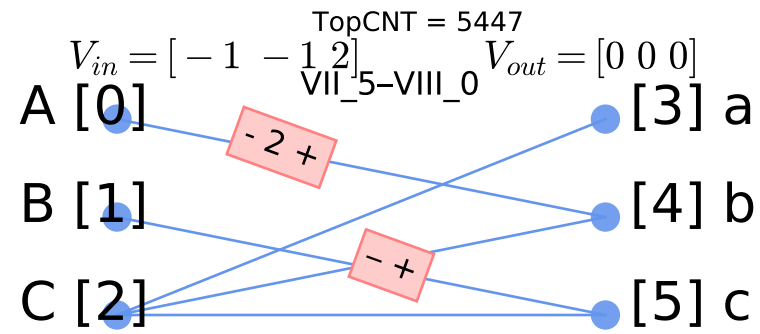 TopCNT = 5447
V_in = [ − 1 − 1 2] V_out = [0 0 0]
VII_5–VIII_0
A [0] [3] a
- 2 +
B [1] [4] b
− +
C [2] [5] c